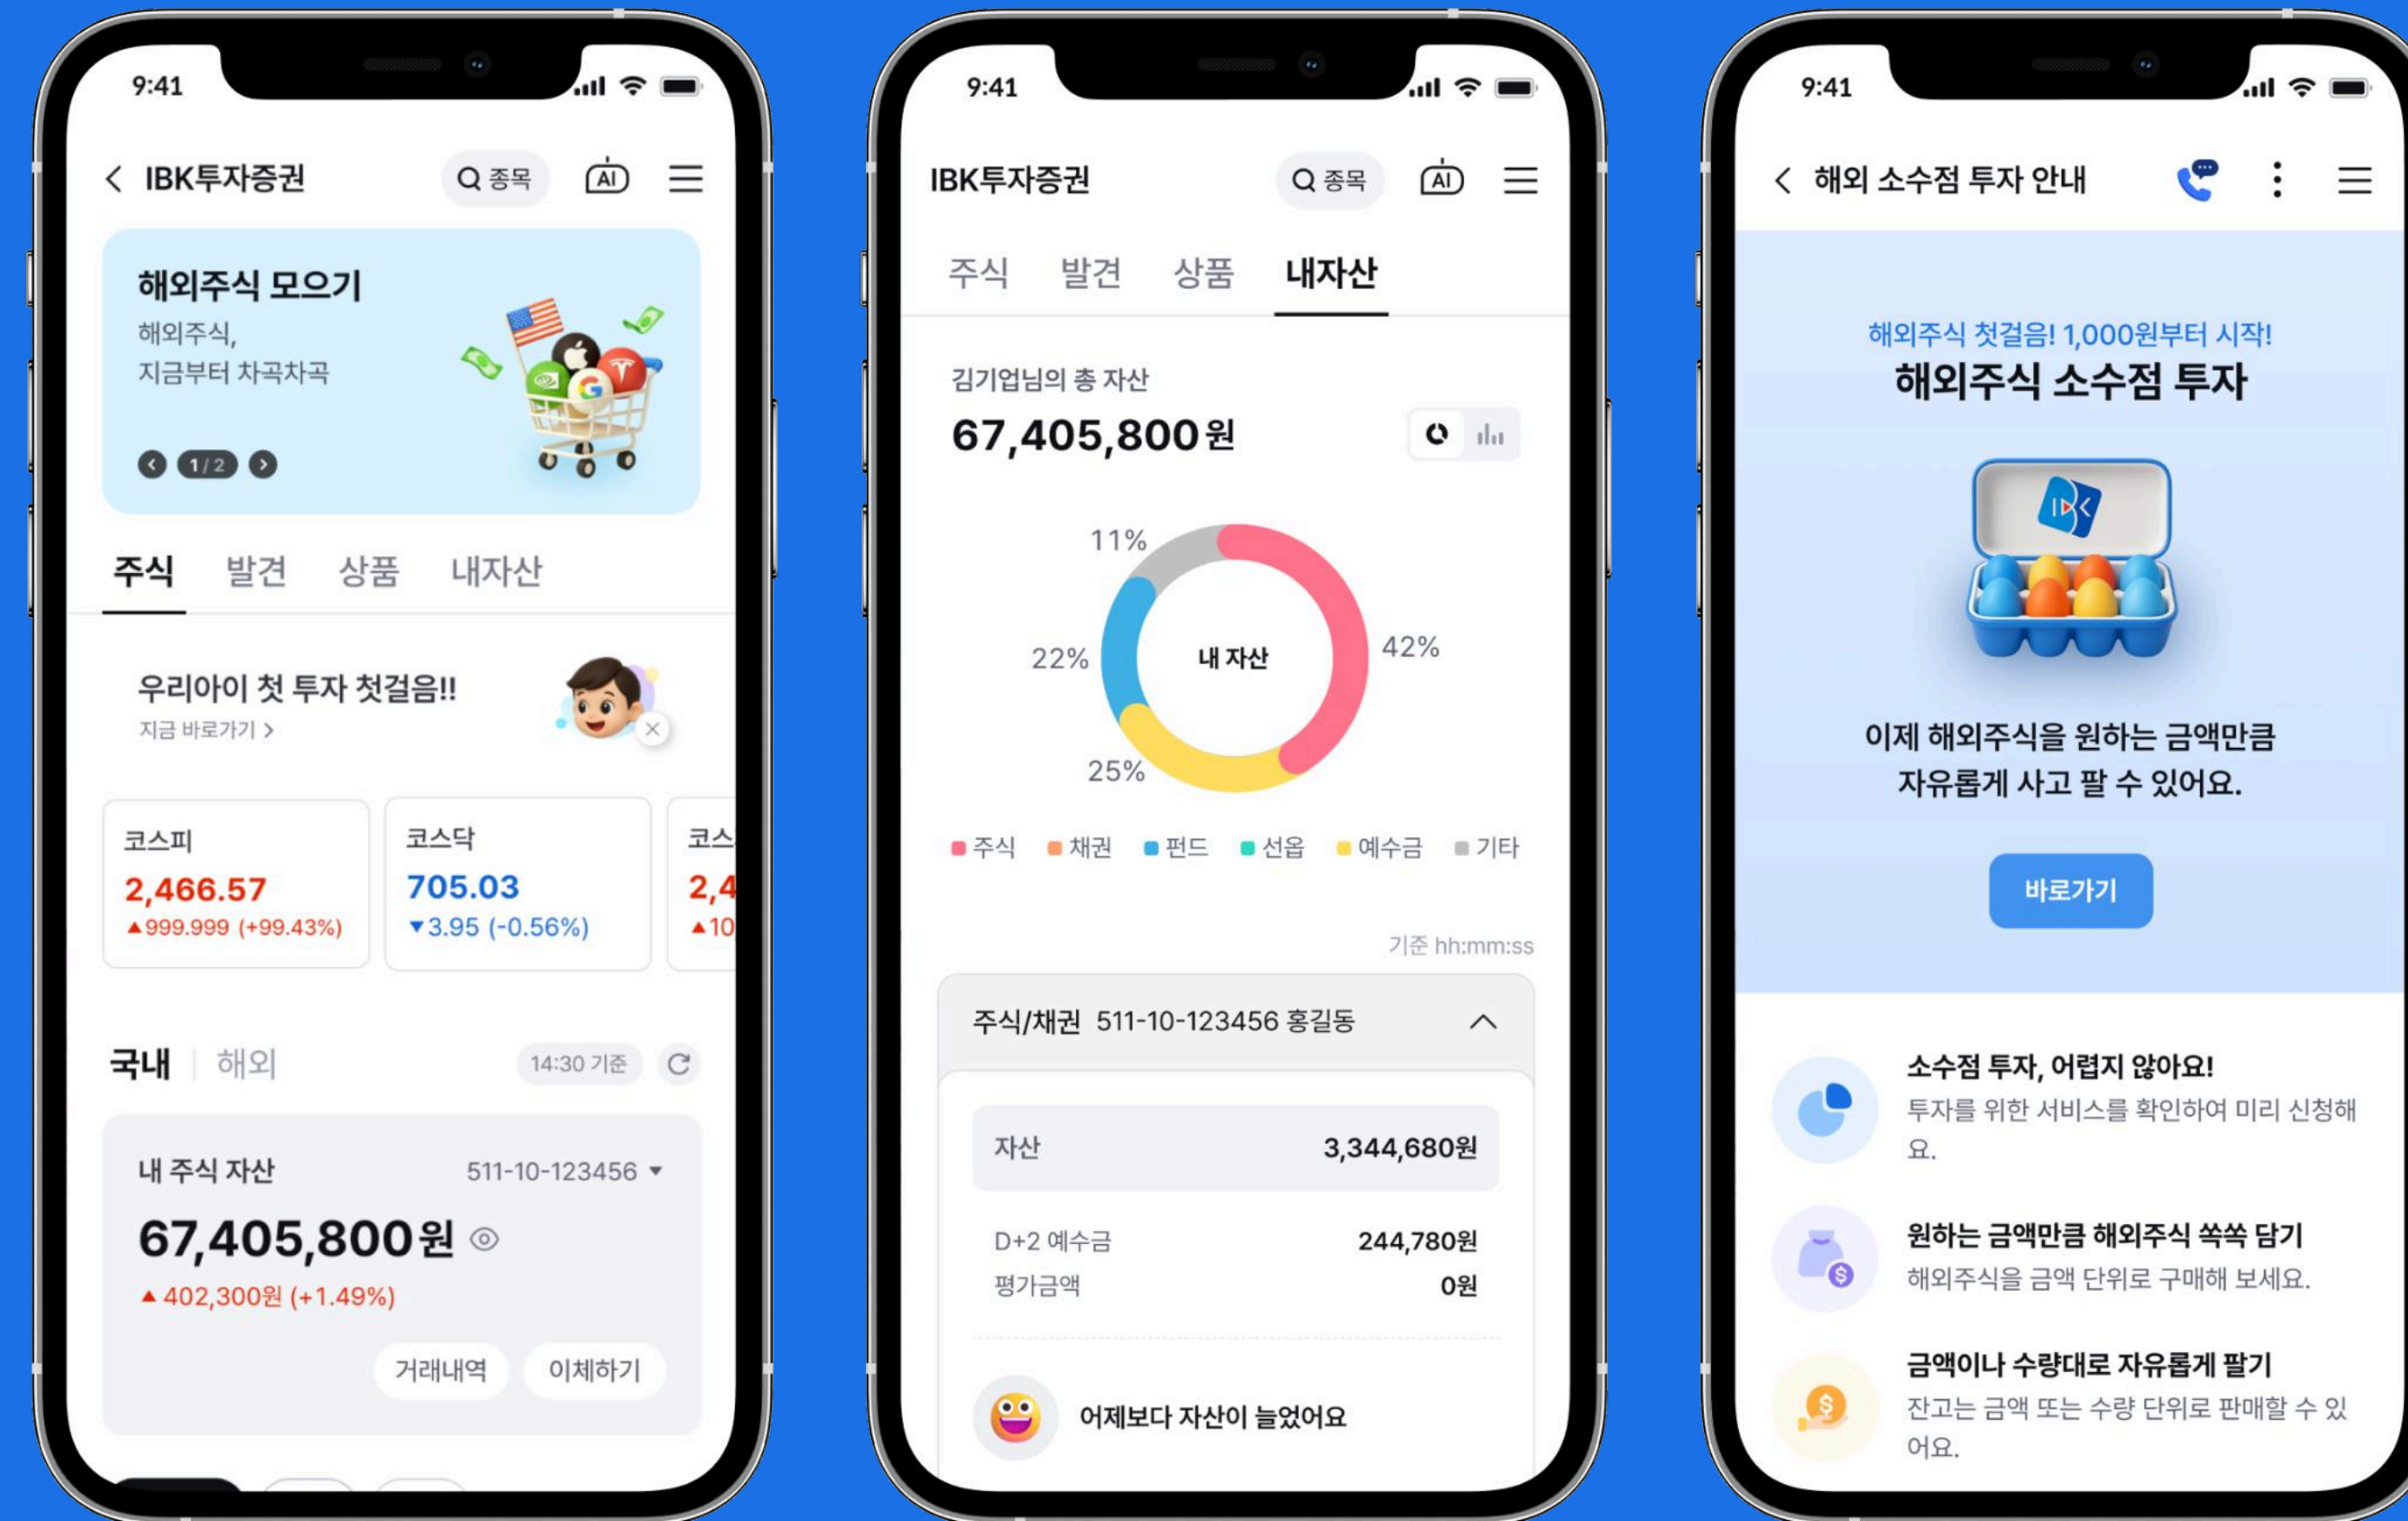 9:41
IBK투자증권
종목
AI
해외주식 모으기
해외주식,
지금부터 차곡차곡
1/2
주식 발견 상품 내자산
우리아이 첫 투자 첫걸음!!
지금 바로가기 >
코스피
2,466.57
▲999.999 (+99.43%)
코스닥
705.03
▼3.95 (-0.56%)
코스
2,4
▲10
국내 | 해외
14:30 기준
내 주식 자산
511-10-123456 ▼
67,405,800원
▲402,300원 (+1.49%)
거래내역
이체하기
9:41
IBK투자증권
종목
AI
주식 발견 상품 내자산
김기업님의 총 자산
67,405,800원
11%
22%
내 자산
42%
25%
주식 채권 펀드 선옵 예수금 기타
기준 hh:mm:ss
주식/채권 511-10-123456 홍길동
자산 3,344,680원
D+2 예수금 244,780원
평가금액 0원
어제보다 자산이 늘었어요
9:41
해외 소수점 투자 안내
해외주식 첫걸음! 1,000원부터 시작!
해외주식 소수점 투자
IBK
이제 해외주식을 원하는 금액만큼
자유롭게 사고 팔 수 있어요.
바로가기
소수점 투자, 어렵지 않아요!
투자를 위한 서비스를 확인하여 미리 신청해
요.
원하는 금액만큼 해외주식 쏙쏙 담기
해외주식을 금액 단위로 구매해 보세요.
금액이나 수량대로 자유롭게 팔기
잔고는 금액 또는 수량 단위로 판매할 수 있
어요.